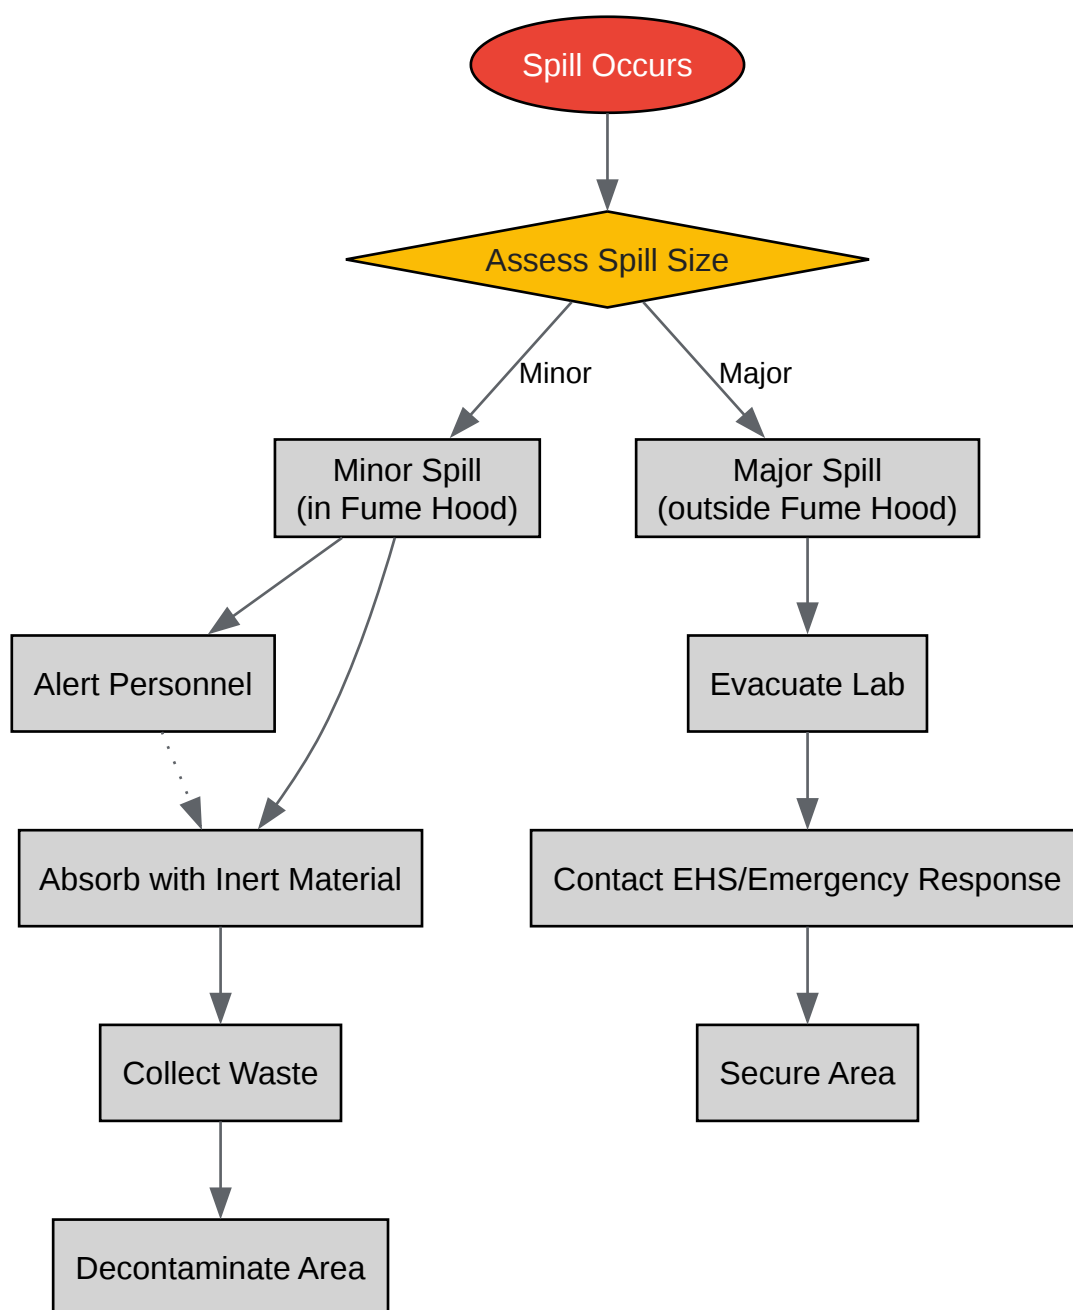 Spill Occurs
Assess Spill Size
Minor
Major
Minor Spill
(in Fume Hood)
Major Spill
(outside Fume Hood)
Alert Personnel
Evacuate Lab
Absorb with Inert Material
Contact EHS/Emergency Response
Collect Waste
Secure Area
Decontaminate Area